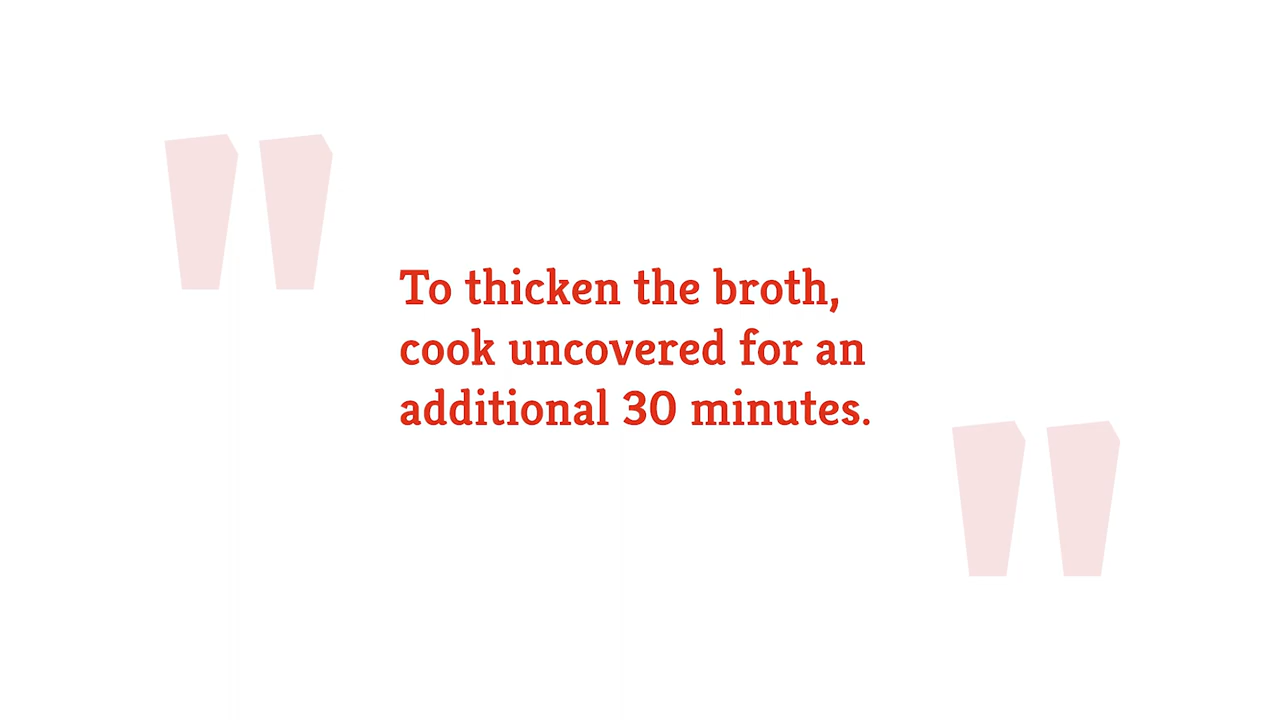 To thicken the broth,
cook uncovered for an
additional 30 minutes.